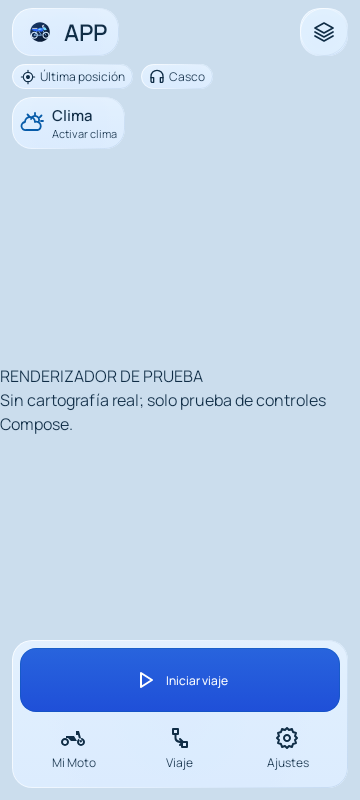 APP
Última posición
Casco
Clima
Activar clima
RENDERIZADOR DE PRUEBA
Sin cartografía real; solo prueba de controles
Compose.
Iniciar viaje
Mi Moto
Viaje
Ajustes